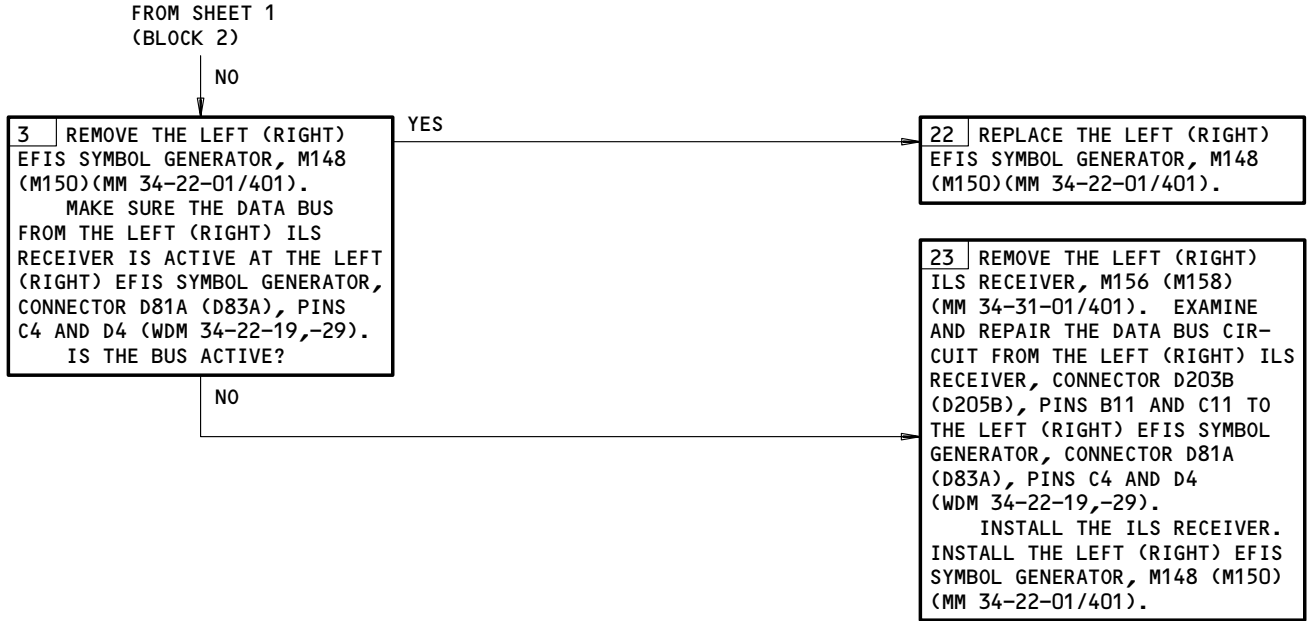 FROM SHEET 1
(BLOCK 2)
NO
3 REMOVE THE LEFT (RIGHT)
EFIS SYMBOL GENERATOR, M148
(M150)(MM 34-22-01/401).
MAKE SURE THE DATA BUS
FROM THE LEFT (RIGHT) ILS
RECEIVER IS ACTIVE AT THE LEFT
(RIGHT) EFIS SYMBOL GENERATOR,
CONNECTOR D81A (D83A), PINS
C4 AND D4 (WDM 34-22-19,-29).
IS THE BUS ACTIVE?
YES
22 REPLACE THE LEFT (RIGHT)
EFIS SYMBOL GENERATOR, M148
(M150)(MM 34-22-01/401).
NO
23 REMOVE THE LEFT (RIGHT)
ILS RECEIVER, M156 (M158)
(MM 34-31-01/401). EXAMINE
AND REPAIR THE DATA BUS CIR-
CUIT FROM THE LEFT (RIGHT) ILS
RECEIVER, CONNECTOR D203B
(D205B), PINS B11 AND C11 TO
THE LEFT (RIGHT) EFIS SYMBOL
GENERATOR, CONNECTOR D81A
(D83A), PINS C4 AND D4
(WDM 34-22-19,-29).
INSTALL THE ILS RECEIVER.
INSTALL THE LEFT (RIGHT) EFIS
SYMBOL GENERATOR, M148 (M150)
(MM 34-22-01/401).